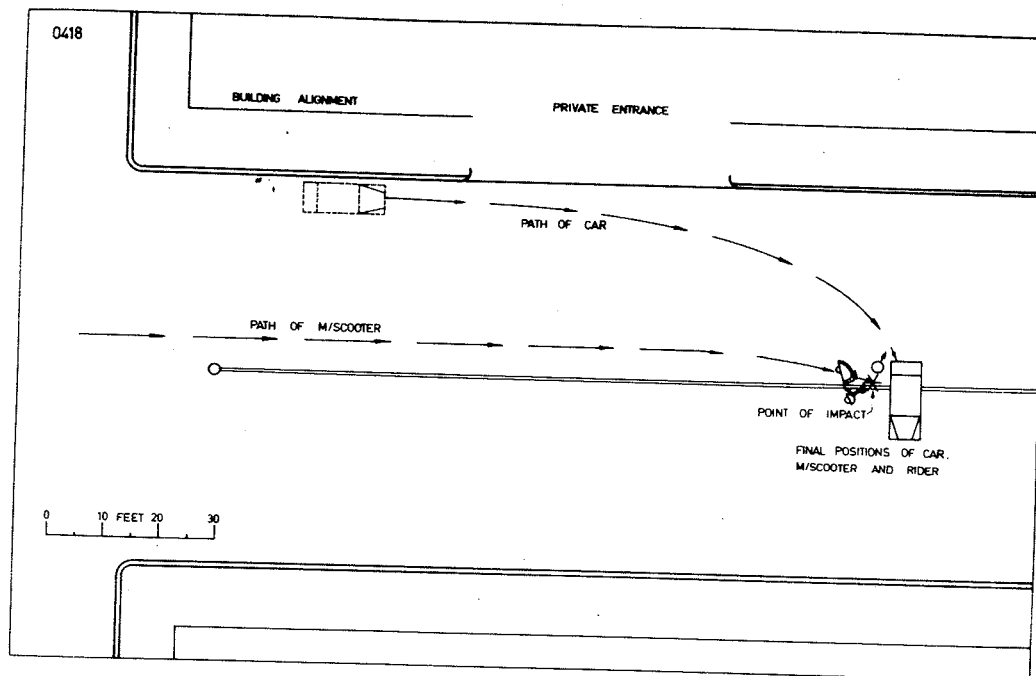 0418
BUILDING ALIGNMENT
PRIVATE ENTRANCE
PATH OF CAR
PATH OF M/SCOOTER
POINT OF IMPACT
FINAL POSITIONS OF CAR,
M/SCOOTER AND RIDER
0 10 FEET 20 30